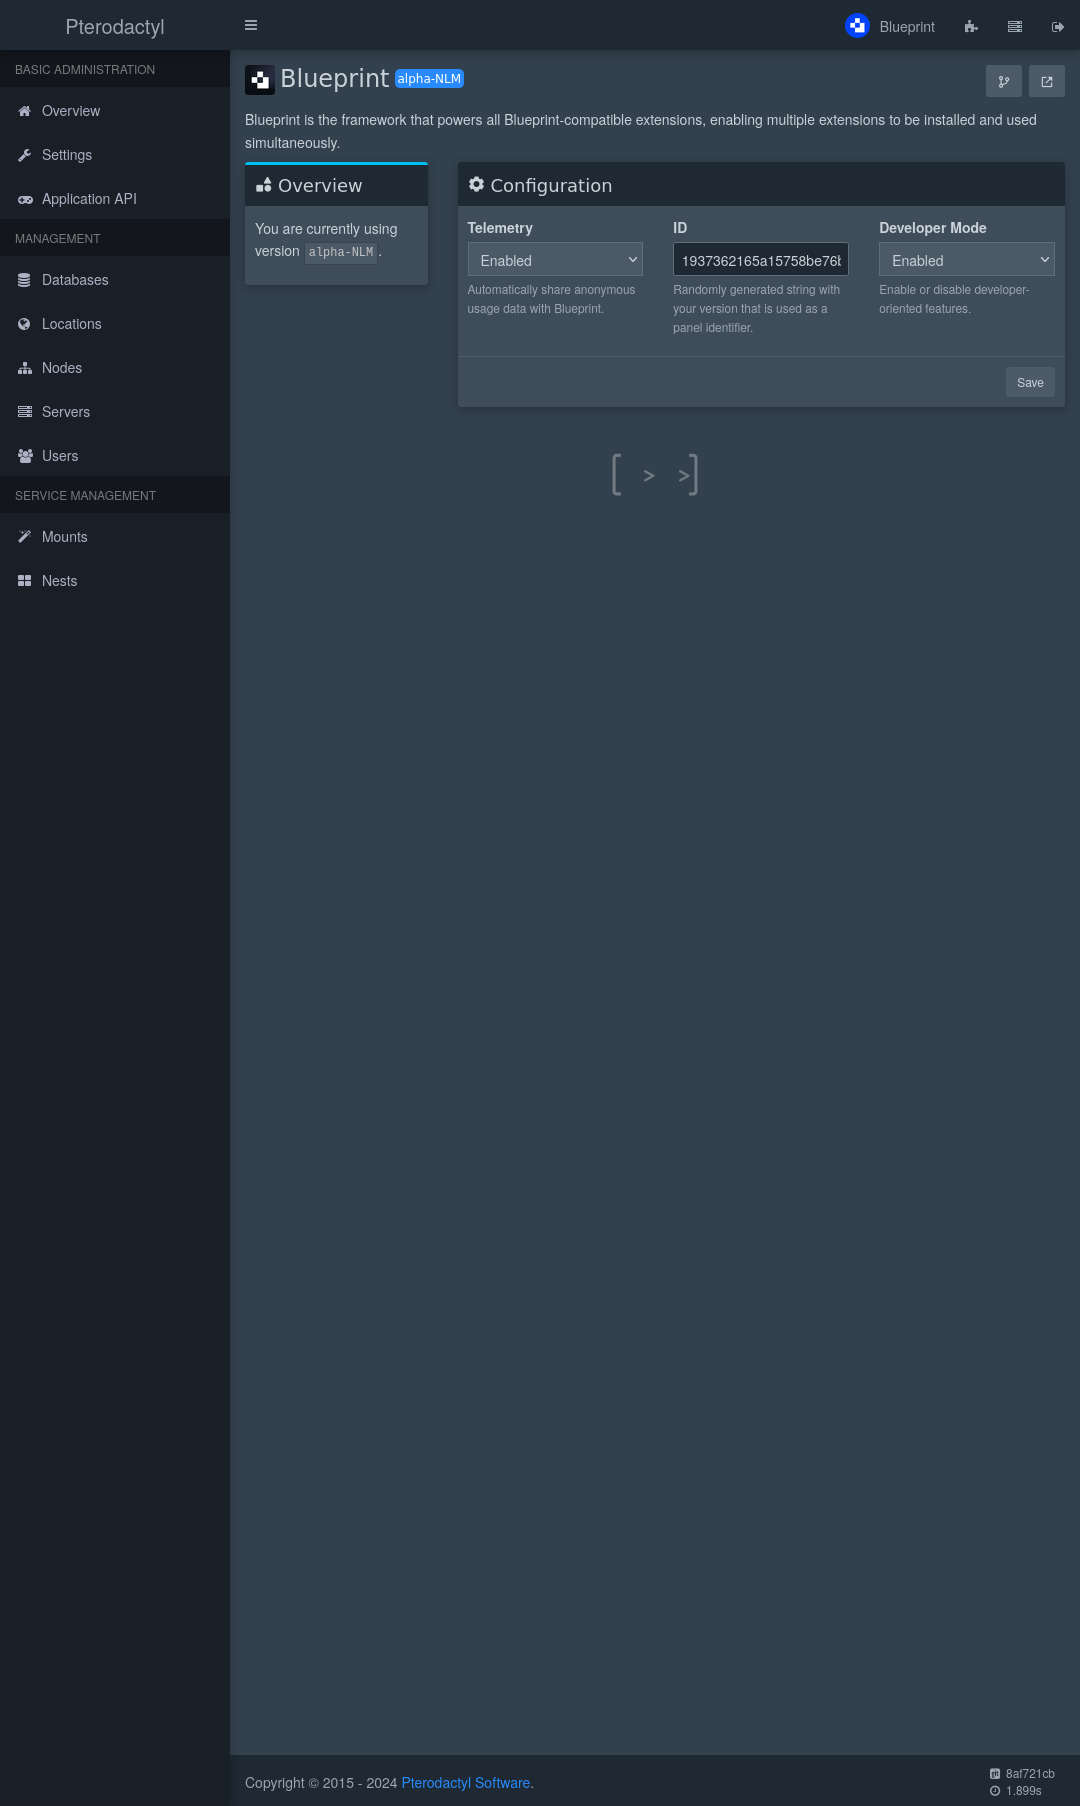 Pterodactyl
Blueprint
BASIC ADMINISTRATION
Overview
Settings
Application API
MANAGEMENT
Databases
Locations
Nodes
Servers
Users
SERVICE MANAGEMENT
Mounts
Nests
Blueprint alpha-NLM
Blueprint is the framework that powers all Blueprint-compatible extensions, enabling multiple extensions to be installed and used
simultaneously.
Overview
You are currently using
version alpha-NLM.
Configuration
Telemetry
Enabled
Automatically share anonymous
usage data with Blueprint.
ID
1937362165a15758be76
Randomly generated string with
your version that is used as a
panel identifier.
Developer Mode
Enabled
Enable or disable developer-
oriented features.
Save
[ > >]
Copyright © 2015 - 2024 Pterodactyl Software.
8af721cb
1.899s